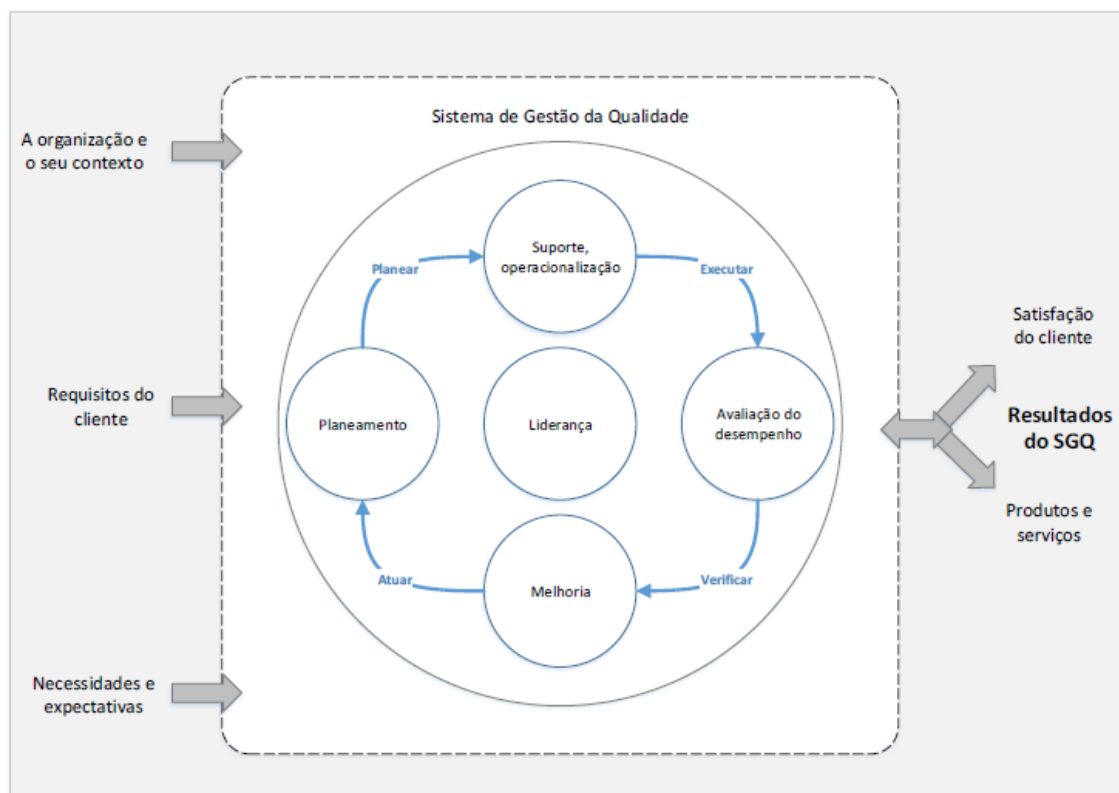 Sistema de Gestão da Qualidade
A organização e
o seu contexto
Suporte,
operacionalização
Planear
Executar
Satisfação
do cliente
Requisitos do
cliente
Planeamento
Liderança
Avaliação do
desempenho
Resultados
do SGQ
Produtos e
serviços
Atuar
Melhoria
Verificar
Necessidades e
expectativas